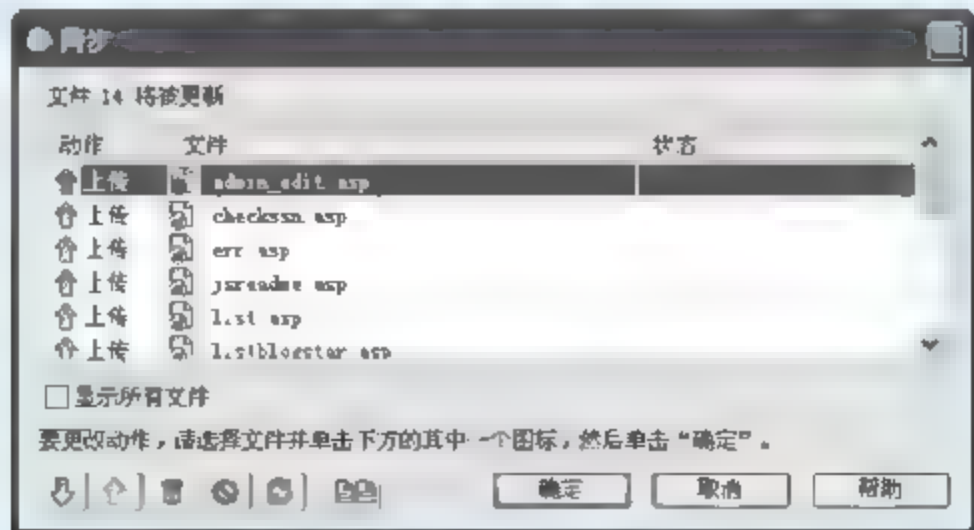 同步
文件 14 将被更新
动作 文件 状态
上传 admin_edit asp
上传 checkssn asp
上传 err asp
上传 jsreadme asp
上传 list asp
上传 listblogstar asp
显示所有文件
要更改动作，请选择文件并单击下方的其中一个图标，然后单击“确定”。
确定 取消 帮助